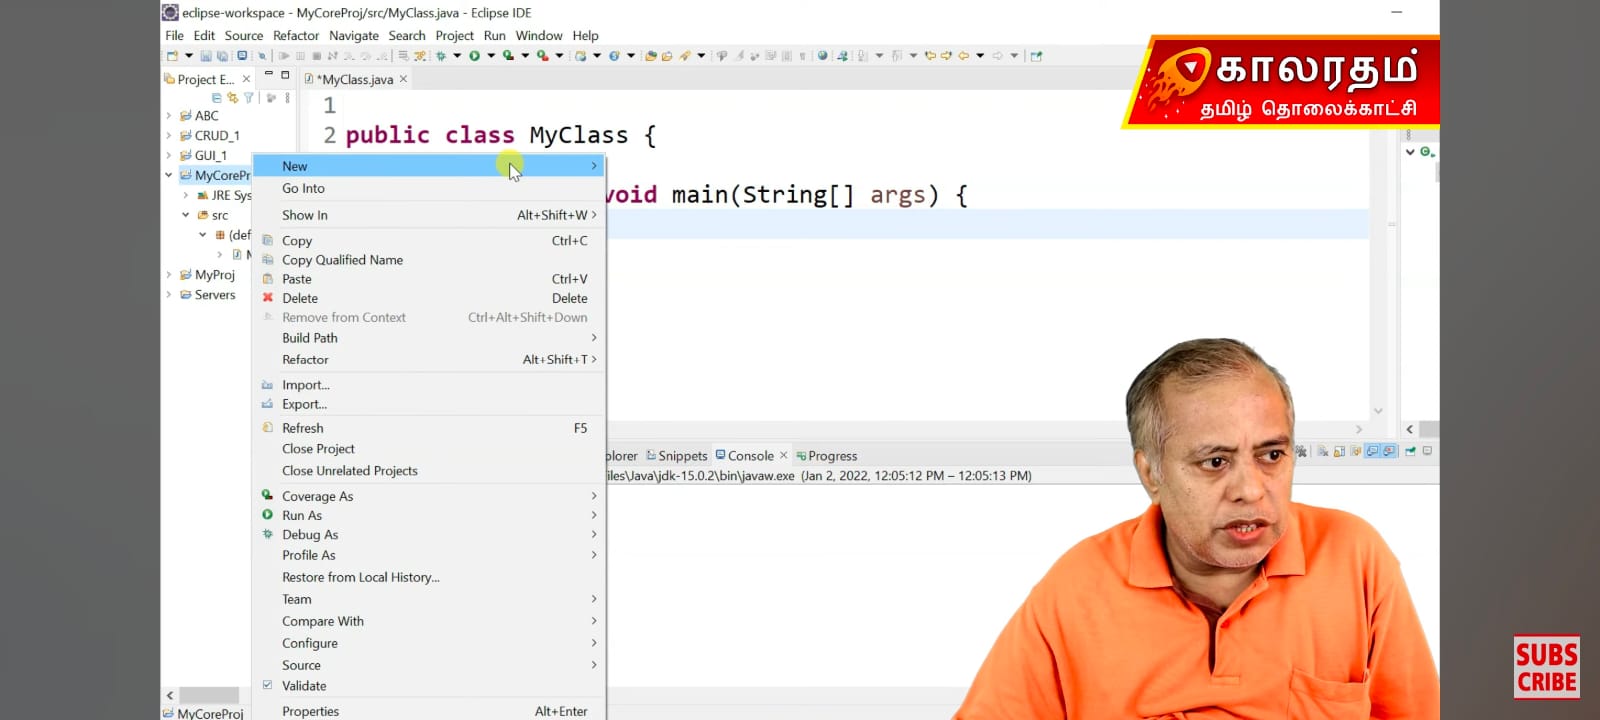 eclipse-workspace - MyCoreProj/src/MyClass.java - Eclipse IDE
File Edit Source Refactor Navigate Search Project Run Window Help
Project E...
*MyClass.java
காலரதம்
தமிழ் தொலைக்காட்சி
ABC
CRUD_1
GUI_1
MyCorePr
JRE Sys
src
(def
MyProj
Servers
1
2 public class MyClass {
void main(String[] args) {
New
Go Into
Show In Alt+Shift+W
Copy Ctrl+C
Copy Qualified Name
Paste Ctrl+V
Delete Delete
Remove from Context Ctrl+Alt+Shift+Down
Build Path
Refactor Alt+Shift+T
Import...
Export...
Refresh F5
Close Project
Close Unrelated Projects
Coverage As
Run As
Debug As
Profile As
Restore from Local History...
Team
Compare With
Configure
Source
Validate
Properties Alt+Enter
plorer Snippets Console Progress
iles\Java\jdk-15.0.2\bin\javaw.exe (Jan 2, 2022, 12:05:12 PM – 12:05:13 PM)
MyCoreProj
SUBS
CRIBE